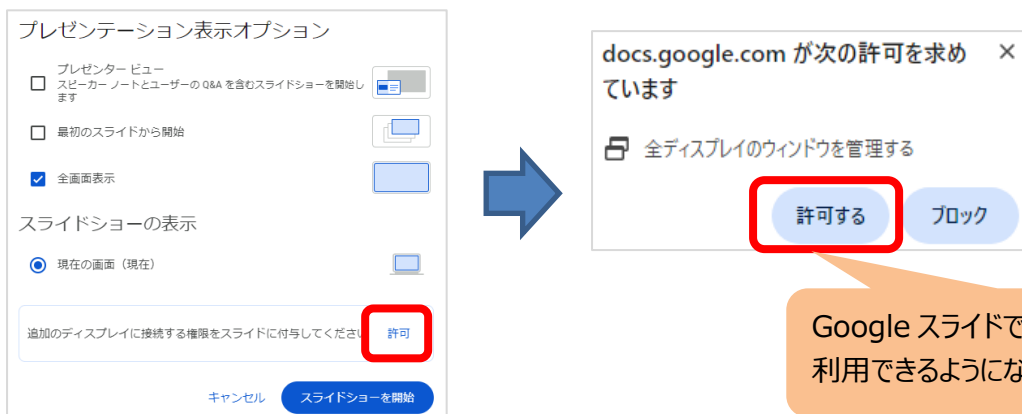 プレゼンテーション表示オプション
プレゼンター ビュー
スピーカー ノートとユーザーの Q&A を含むスライドショーを開始し
ます
最初のスライドから開始
全画面表示
スライドショーの表示
現在の画面（現在）
追加のディスプレイに接続する権限をスライドに付与してくださ
許可
キャンセル
スライドショーを開始
docs.google.com が次の許可を求め
ています
全ディスプレイのウィンドウを管理する
許可する
ブロック
Google スライドで
利用できるようにな